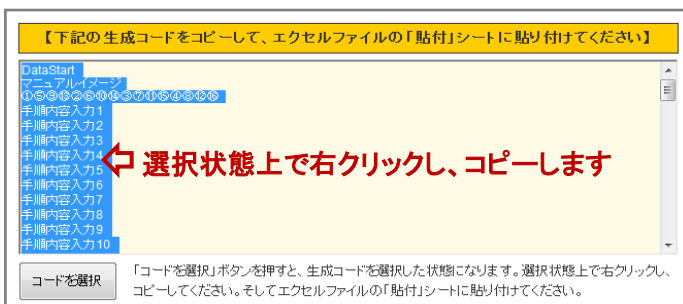 【下記の生成コードをコピーして、エクセルファイルの「貼付」シートに貼り付けてください】
DataStart
マニュアルイメージ
①⑤⑨⑬②⑥⑩⑭③⑦⑪⑮④⑧⑫⑯
手順内容入力1
手順内容入力2
手順内容入力3
手順内容入力4
手順内容入力5
選択状態上で右クリックし、コピーします
手順内容入力6
手順内容入力7
手順内容入力8
手順内容入力9
手順内容入力10
コードを選択
「コードを選択」ボタンを押すと、生成コードを選択した状態になります。選択状態上で右クリックし、
コピーしてください。そしてエクセルファイルの「貼付」シートに貼り付けてください。